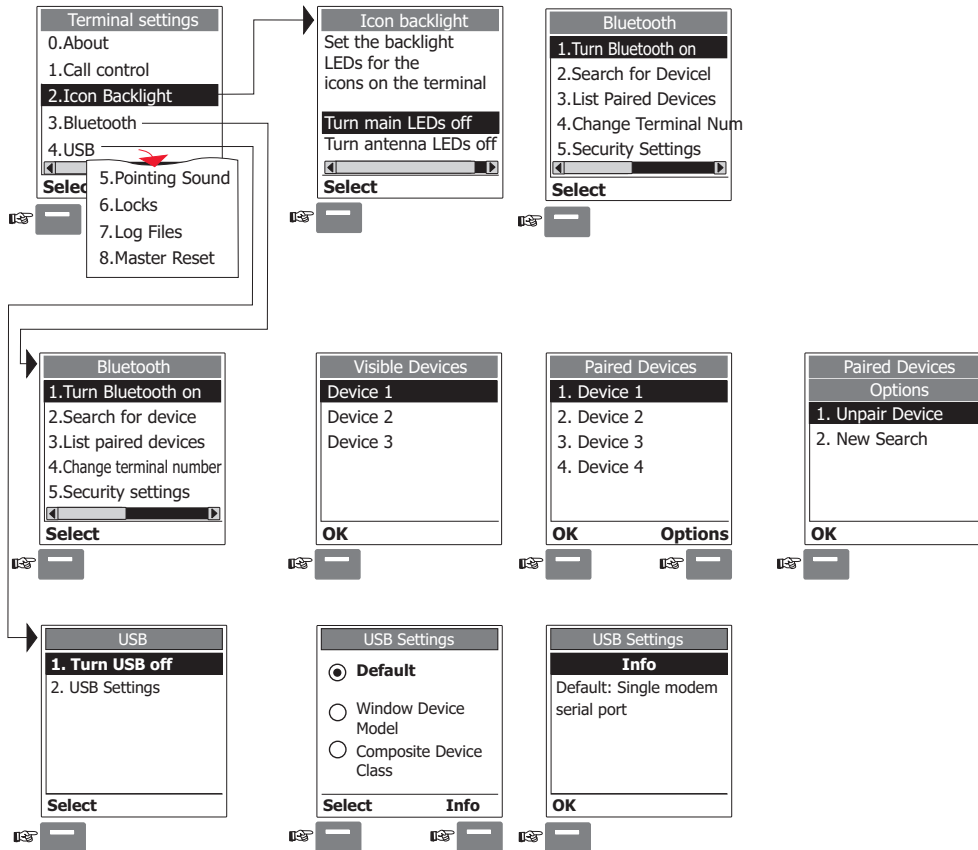 Terminal settings
0.About
1.Call control
2.Icon Backlight
3.Bluetooth
4.USB
Selec
5.Pointing Sound
6.Locks
7.Log Files
8.Master Reset
Icon backlight
Set the backlight
LEDs for the
icons on the terminal
Turn main LEDs off
Turn antenna LEDs off
Select
Bluetooth
1.Turn Bluetooth on
2.Search for Devicel
3.List Paired Devices
4.Change Terminal Num
5.Security Settings
Select
Bluetooth
1.Turn Bluetooth on
2.Search for device
3.List paired devices
4.Change terminal number
5.Security settings
Select
Visible Devices
Device 1
Device 2
Device 3
OK
Paired Devices
1. Device 1
2. Device 2
3. Device 3
4. Device 4
OK Options
Paired Devices
Options
1. Unpair Device
2. New Search
OK
USB
1. Turn USB off
2. USB Settings
Select
USB Settings
Default
Window Device
Model
Composite Device
Class
Select Info
USB Settings
Info
Default: Single modem
serial port
OK